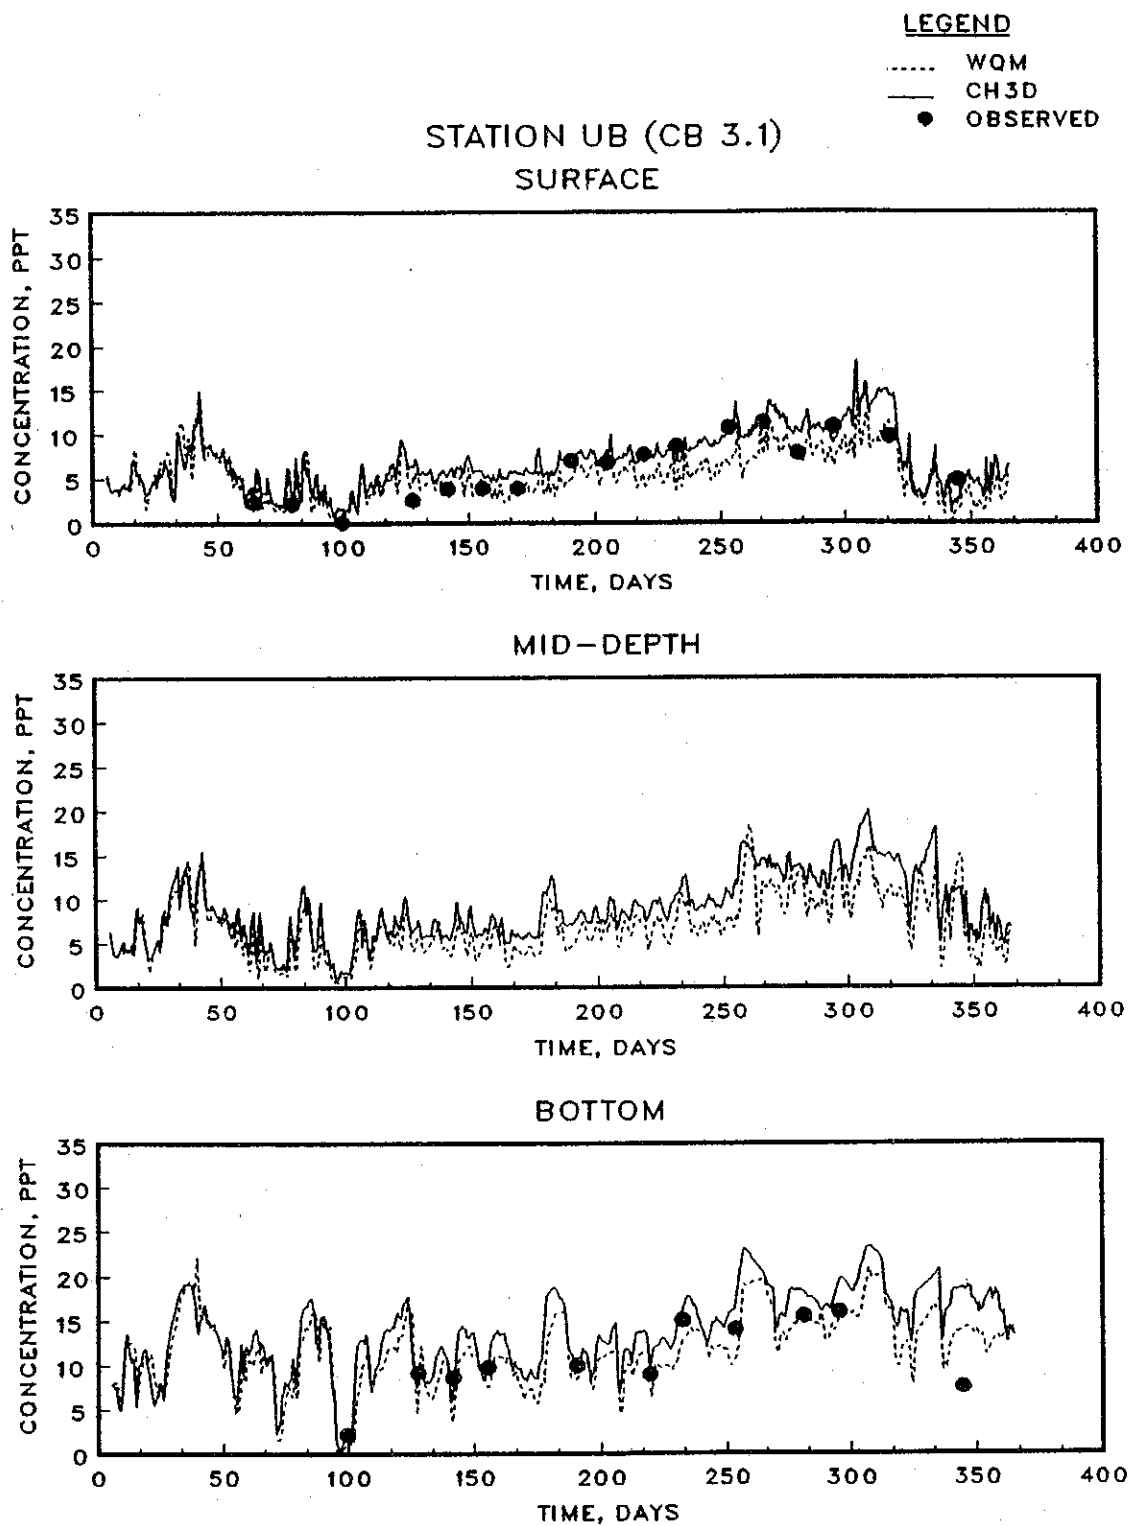 LEGEND
WQM
CH3D
OBSERVED
STATION UB (CB 3.1)
SURFACE
CONCENTRATION, PPT
35
30
25
20
15
10
5
0
0 50 100 150 200 250 300 350 400
TIME, DAYS
MID-DEPTH
CONCENTRATION, PPT
35
30
25
20
15
10
5
0
0 50 100 150 200 250 300 350 400
TIME, DAYS
BOTTOM
CONCENTRATION, PPT
35
30
25
20
15
10
5
0
0 50 100 150 200 250 300 350 400
TIME, DAYS